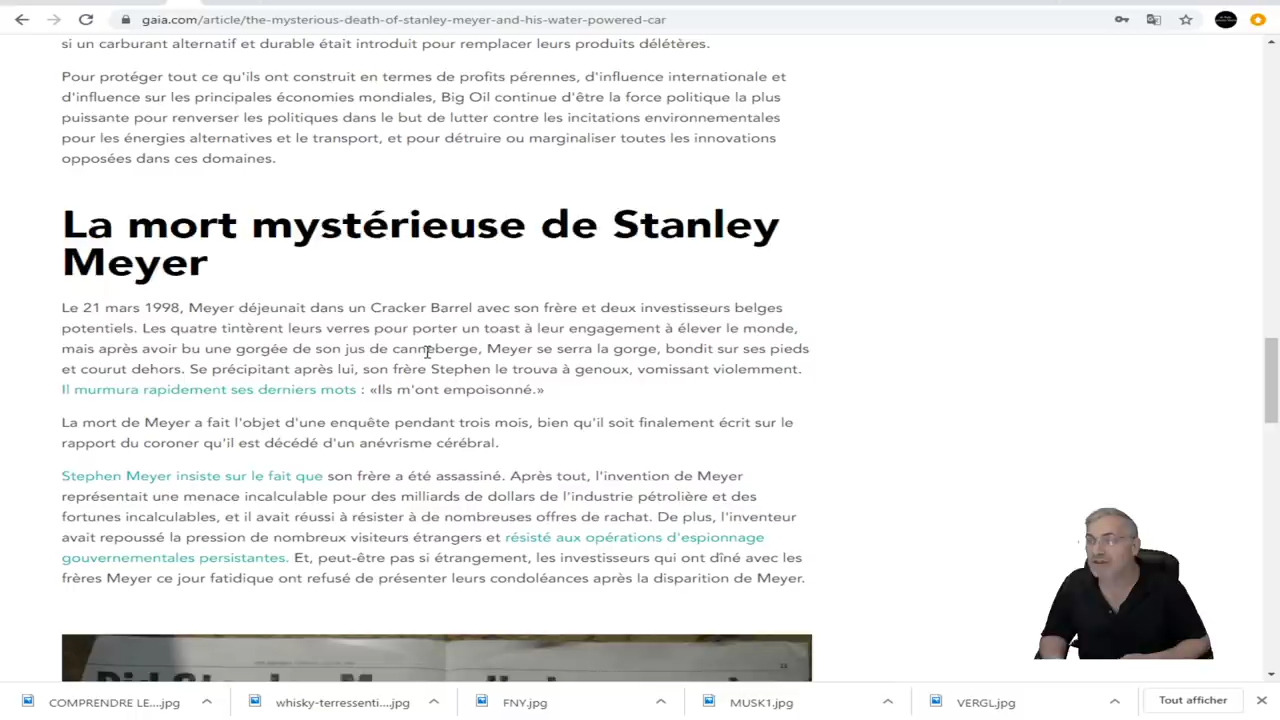 gaia.com/article/the-mysterious-death-of-stanley-meyer-and-his-water-powered-car
si un carburant alternatif et durable était introduit pour remplacer leurs produits délétères.
Pour protéger tout ce qu'ils ont construit en termes de profits pérennes, d'influence internationale et
d'influence sur les principales économies mondiales, Big Oil continue d'être la force politique la plus
puissante pour renverser les politiques dans le but de lutter contre les incitations environnementales
pour les énergies alternatives et le transport, et pour détruire ou marginaliser toutes les innovations
opposées dans ces domaines.
La mort mystérieuse de Stanley
Meyer
Le 21 mars 1998, Meyer déjeunait dans un Cracker Barrel avec son frère et deux investisseurs belges
potentiels. Les quatre tintèrent leurs verres pour porter un toast à leur engagement à élever le monde,
mais après avoir bu une gorgée de son jus de canneberge, Meyer se serra la gorge, bondit sur ses pieds
et courut dehors. Se précipitant après lui, son frère Stephen le trouva à genoux, vomissant violemment.
Il murmura rapidement ses derniers mots : «Ils m'ont empoisonné.»
La mort de Meyer a fait l'objet d'une enquête pendant trois mois, bien qu'il soit finalement écrit sur le
rapport du coroner qu'il est décédé d'un anévrisme cérébral.
Stephen Meyer insiste sur le fait que son frère a été assassiné. Après tout, l'invention de Meyer
représentait une menace incalculable pour des milliards de dollars de l'industrie pétrolière et des
fortunes incalculables, et il avait réussi à résister à de nombreuses offres de rachat. De plus, l'inventeur
avait repoussé la pression de nombreux visiteurs étrangers et résisté aux opérations d'espionnage
gouvernementales persistantes. Et, peut-être pas si étrangement, les investisseurs qui ont dîné avec les
frères Meyer ce jour fatidique ont refusé de présenter leurs condoléances après la disparition de Meyer.
COMPRENDRE LE....jpg
whisky-terressenti....jpg
FNY.jpg
MUSK1.jpg
VERGL.jpg
Tout afficher